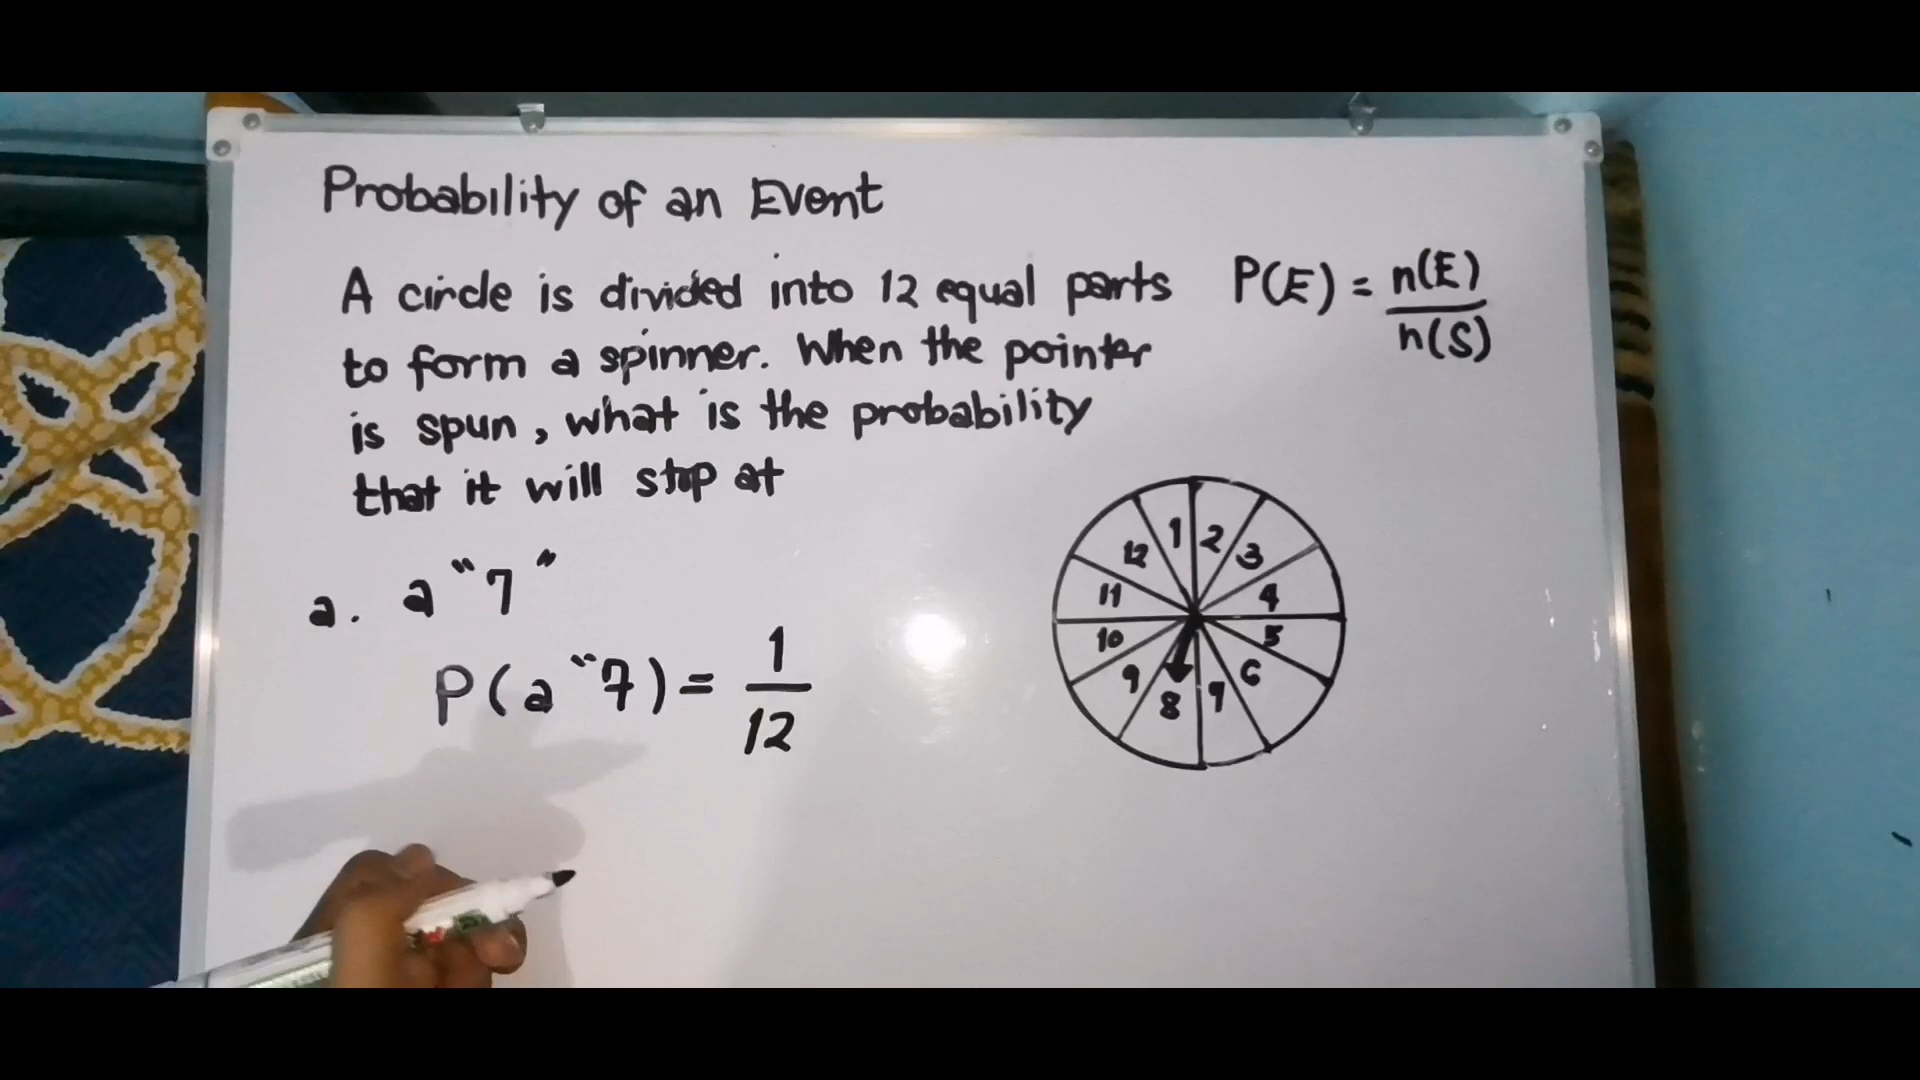 Probability of an Event
A circle is divided into 12 equal parts
to form a spinner. When the pointer
is spun, what is the probability
that it will stop at
P(E) = n(E)
n(S)
a. a "7"
P(a "7) = 1
12
1
2
3
4
5
6
7
8
9
10
11
12